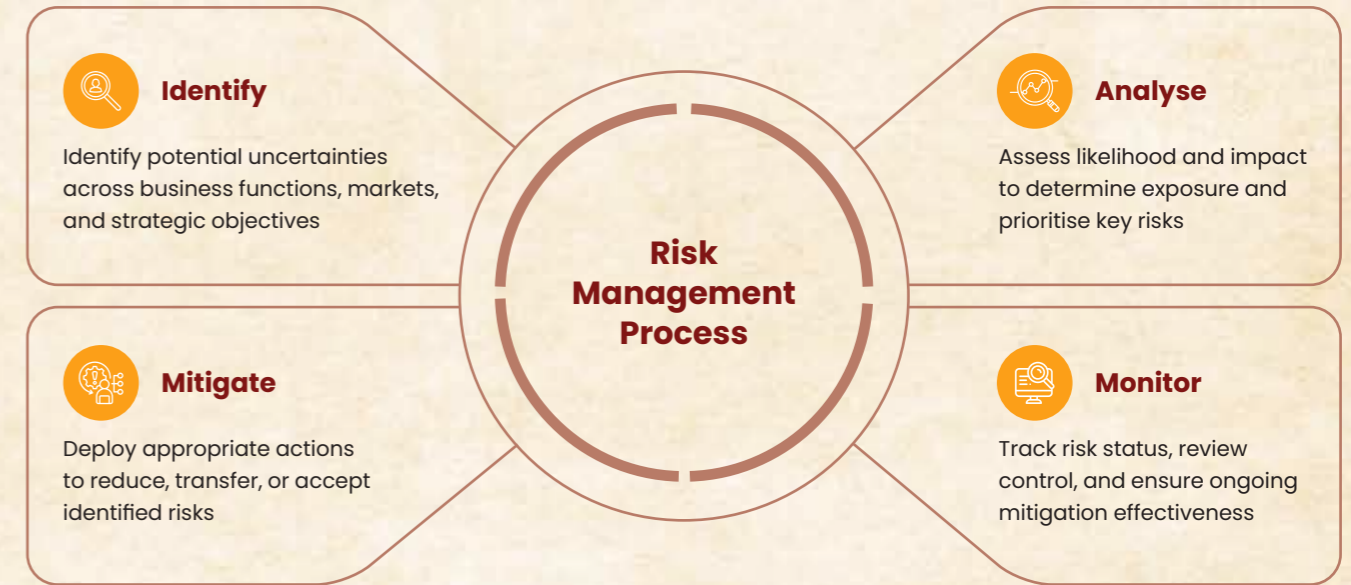 Identify
Identify potential uncertainties
across business functions, markets,
and strategic objectives
Analyse
Assess likelihood and impact
to determine exposure and
prioritise key risks
Risk
Management
Process
Mitigate
Deploy appropriate actions
to reduce, transfer, or accept
identified risks
Monitor
Track risk status, review
control, and ensure ongoing
mitigation effectiveness